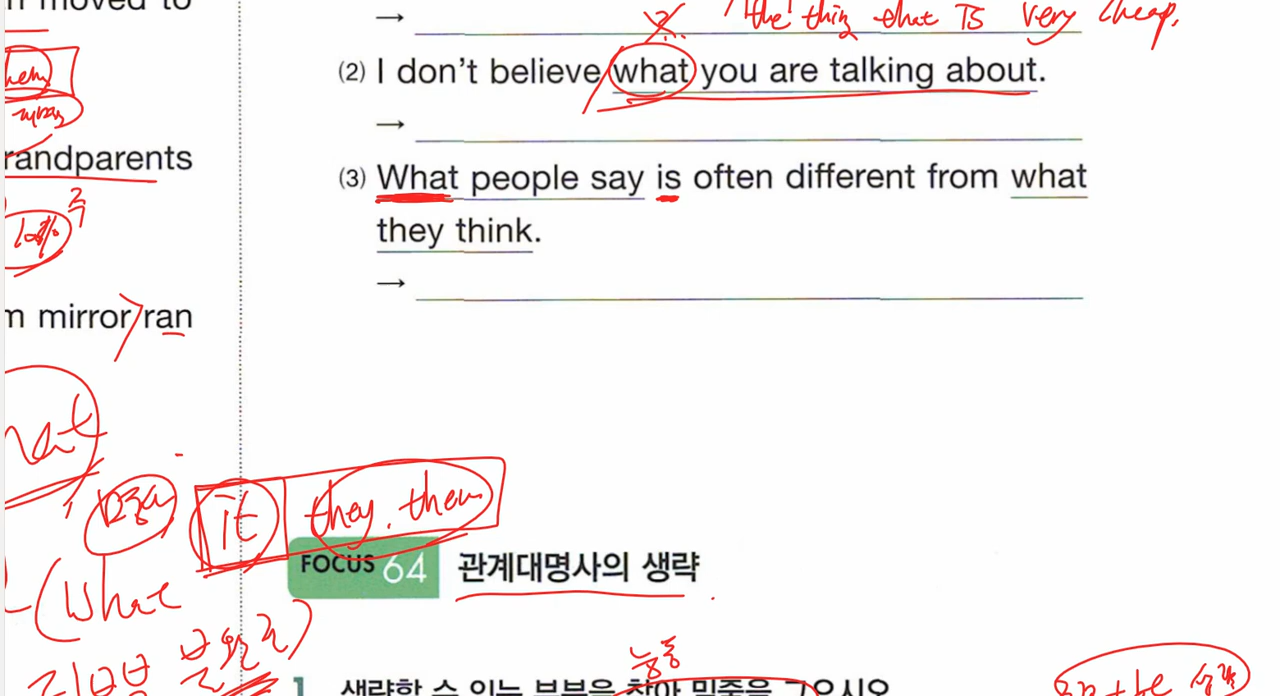 n moved to
→
the thing that is very cheap.
(2) I don't believe what you are talking about.
→
randparents
(3) What people say is often different from what
they think.
→
m mirror ran
hat
it they, them
FOCUS 64 관계대명사의 생략
(What
능동
1 생략할 수 있는 부분을 찾아 밑줄을 그으시오